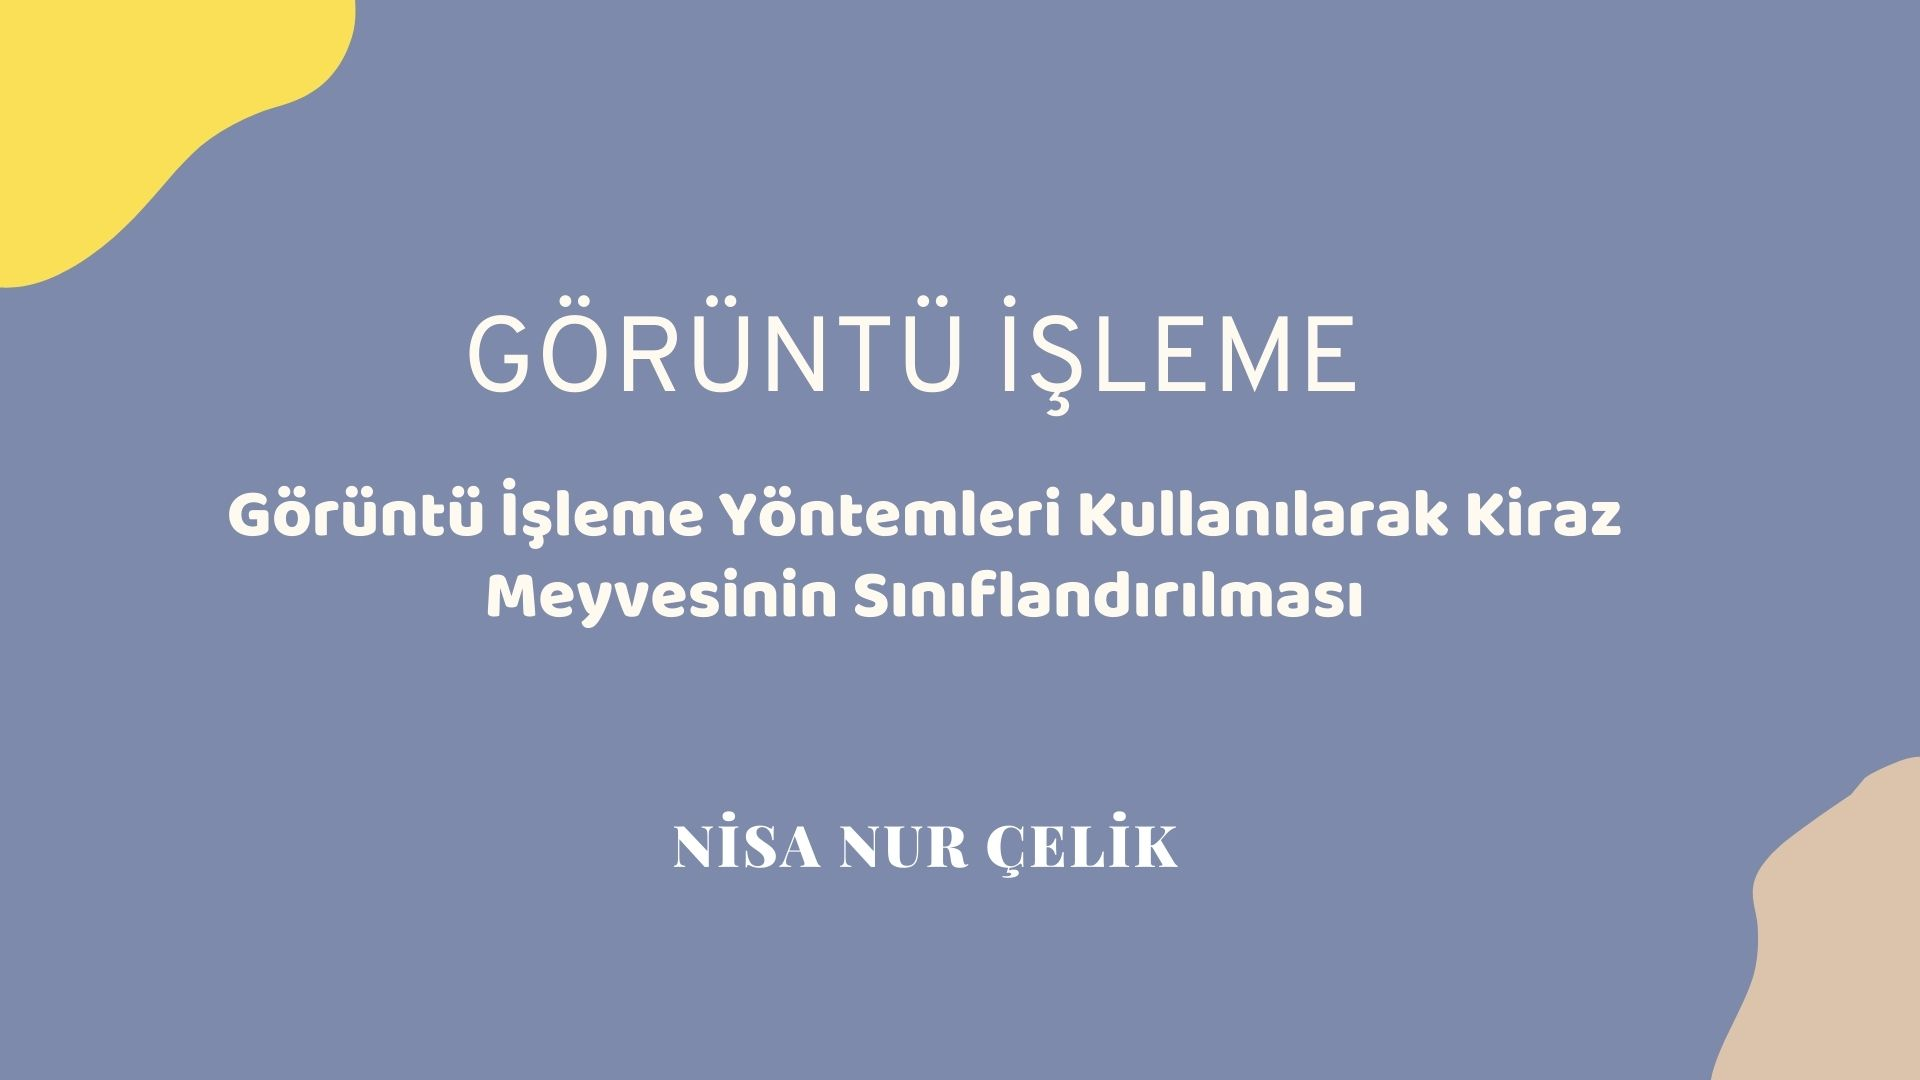 GÖRÜNTÜ İŞLEME
Görüntü İşleme Yöntemleri Kullanılarak Kiraz
Meyvesinin Sınıflandırılması
NİSA NUR ÇELİK